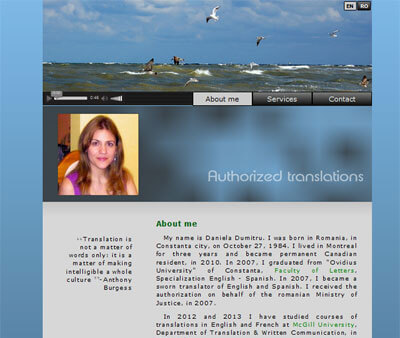 EN RO
0:46
About me Services Contact
Authorized translations
About me
“Translation is
not a matter of
words only: it is a
matter of making
intelligible a whole
culture ”-Anthony
Burgess
My name is Daniela Dumitru. I was born in Romania, in
Constanta city, on October 27, 1984. I lived in Montreal
for three years and became permanent Canadian
resident, in 2010. In 2007, I graduated from "Ovidius
University" of Constanta, Faculty of Letters,
Specialization English - Spanish. In 2007, I became a
sworn translator of English and Spanish. I received the
authorization on behalf of the romanian Ministry of
Justice, in 2007.
In 2012 and 2013 I have studied courses of
translations in English and French at McGill University,
Department of Translation & Written Communication, in